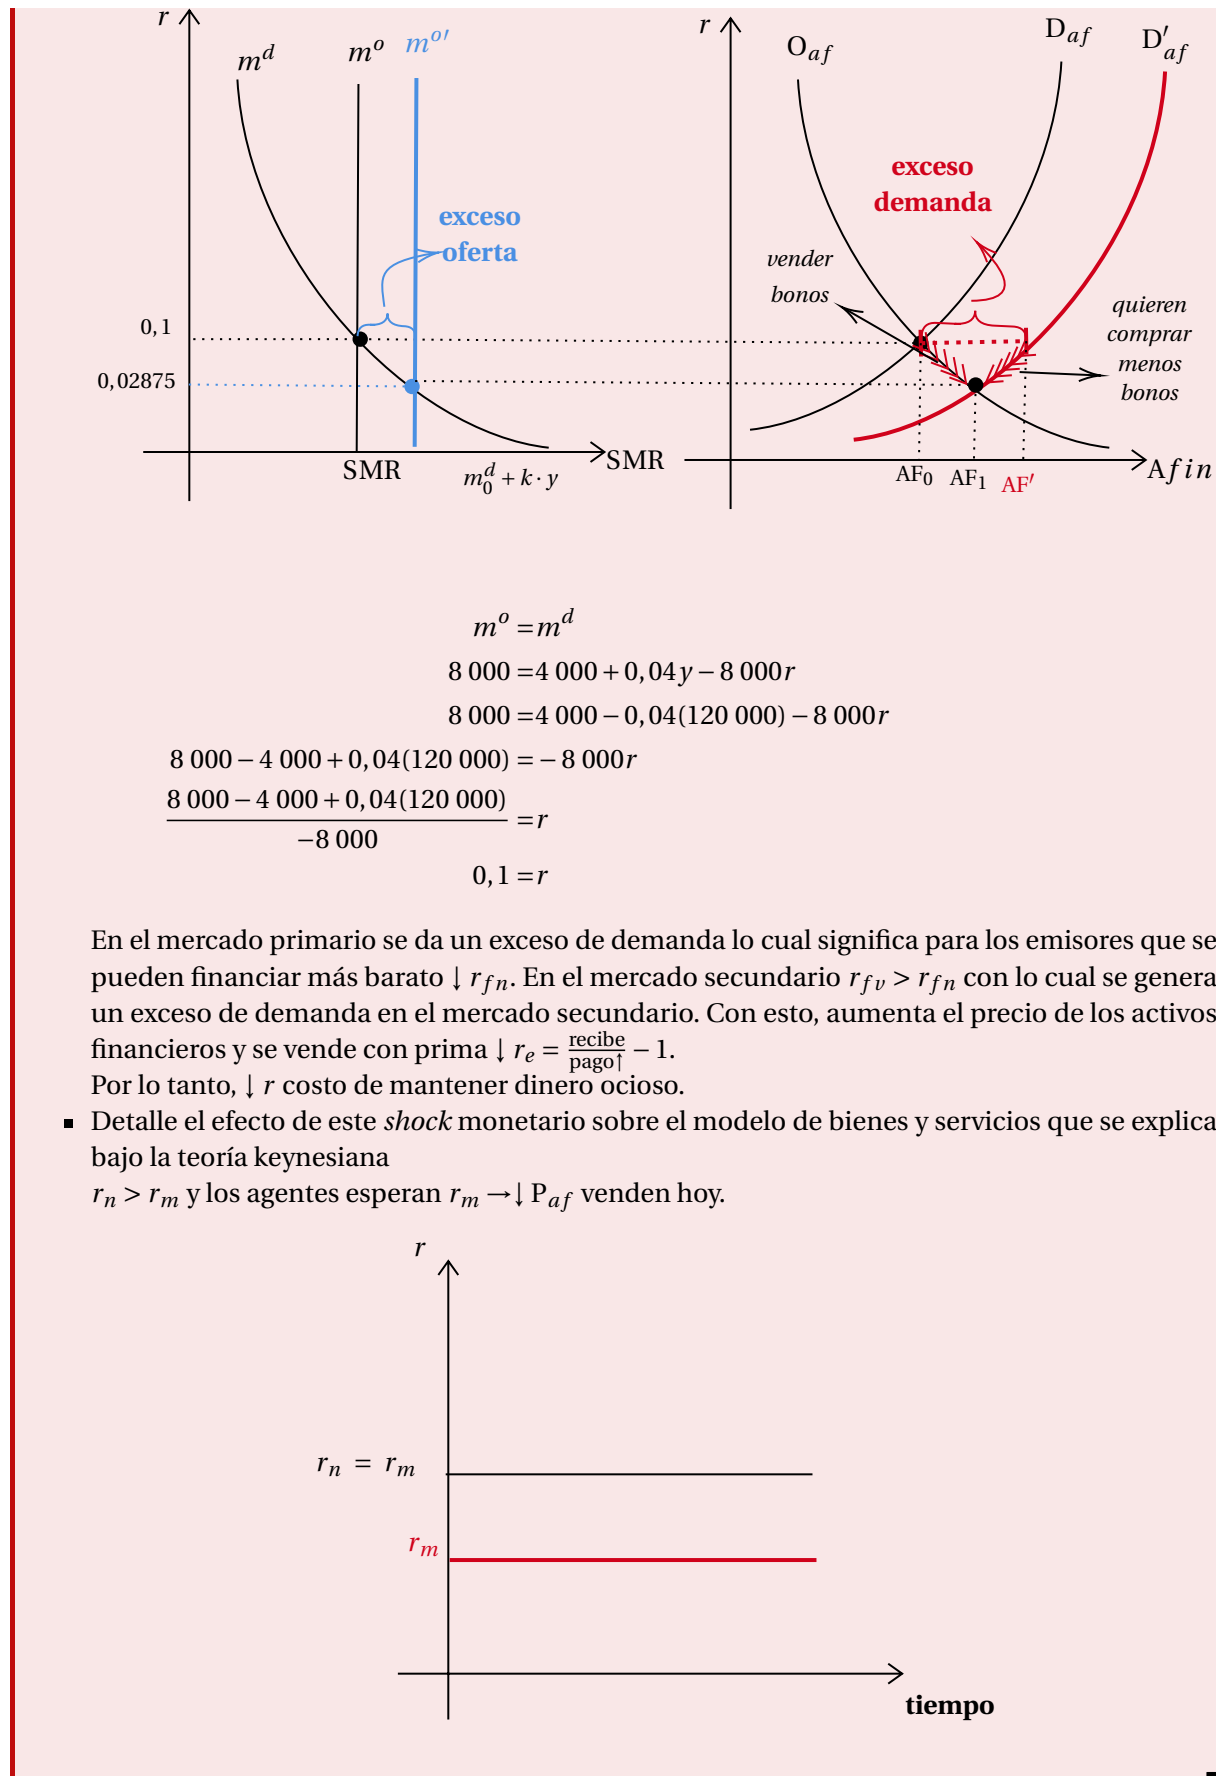 r
m^d
m^o
m^o′
exceso
oferta
0,1
0,02875
SMR
m_0^d + k · y
SMR
r
O_af
D_af
D′_af
exceso
demanda
vender
bonos
quieren
comprar
menos
bonos
AF_0
AF_1
AF′
Afin
m^o = m^d
8 000 = 4 000 + 0,04y − 8 000r
8 000 = 4 000 − 0,04(120 000) − 8 000r
8 000 − 4 000 + 0,04(120 000) = − 8 000r
8 000 − 4 000 + 0,04(120 000)
−8 000
= r
0,1 = r
En el mercado primario se da un exceso de demanda lo cual significa para los emisores que se
pueden financiar más barato ↓ r_fn. En el mercado secundario r_fv > r_fn con lo cual se genera
un exceso de demanda en el mercado secundario. Con esto, aumenta el precio de los activos
financieros y se vende con prima ↓ r_e = recibe/pago↑ − 1.
Por lo tanto, ↓ r costo de mantener dinero ocioso.
▪ Detalle el efecto de este shock monetario sobre el modelo de bienes y servicios que se explica
bajo la teoría keynesiana
r_n > r_m y los agentes esperan r_m →↓ P_af venden hoy.
r
r_n = r_m
r_m
tiempo